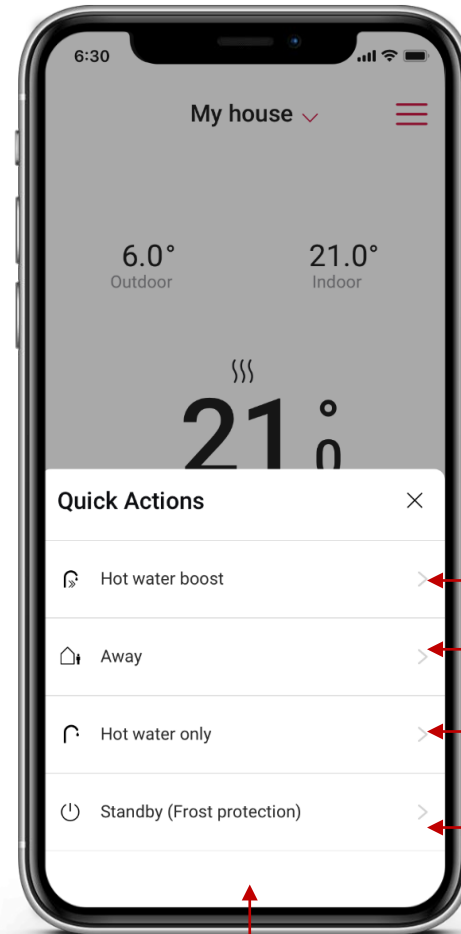 6:30
My house
6.0° 21.0°
Outdoor Indoor
21.0°
Quick Actions
Hot water boost
Away
Hot water only
Standby (Frost protection)